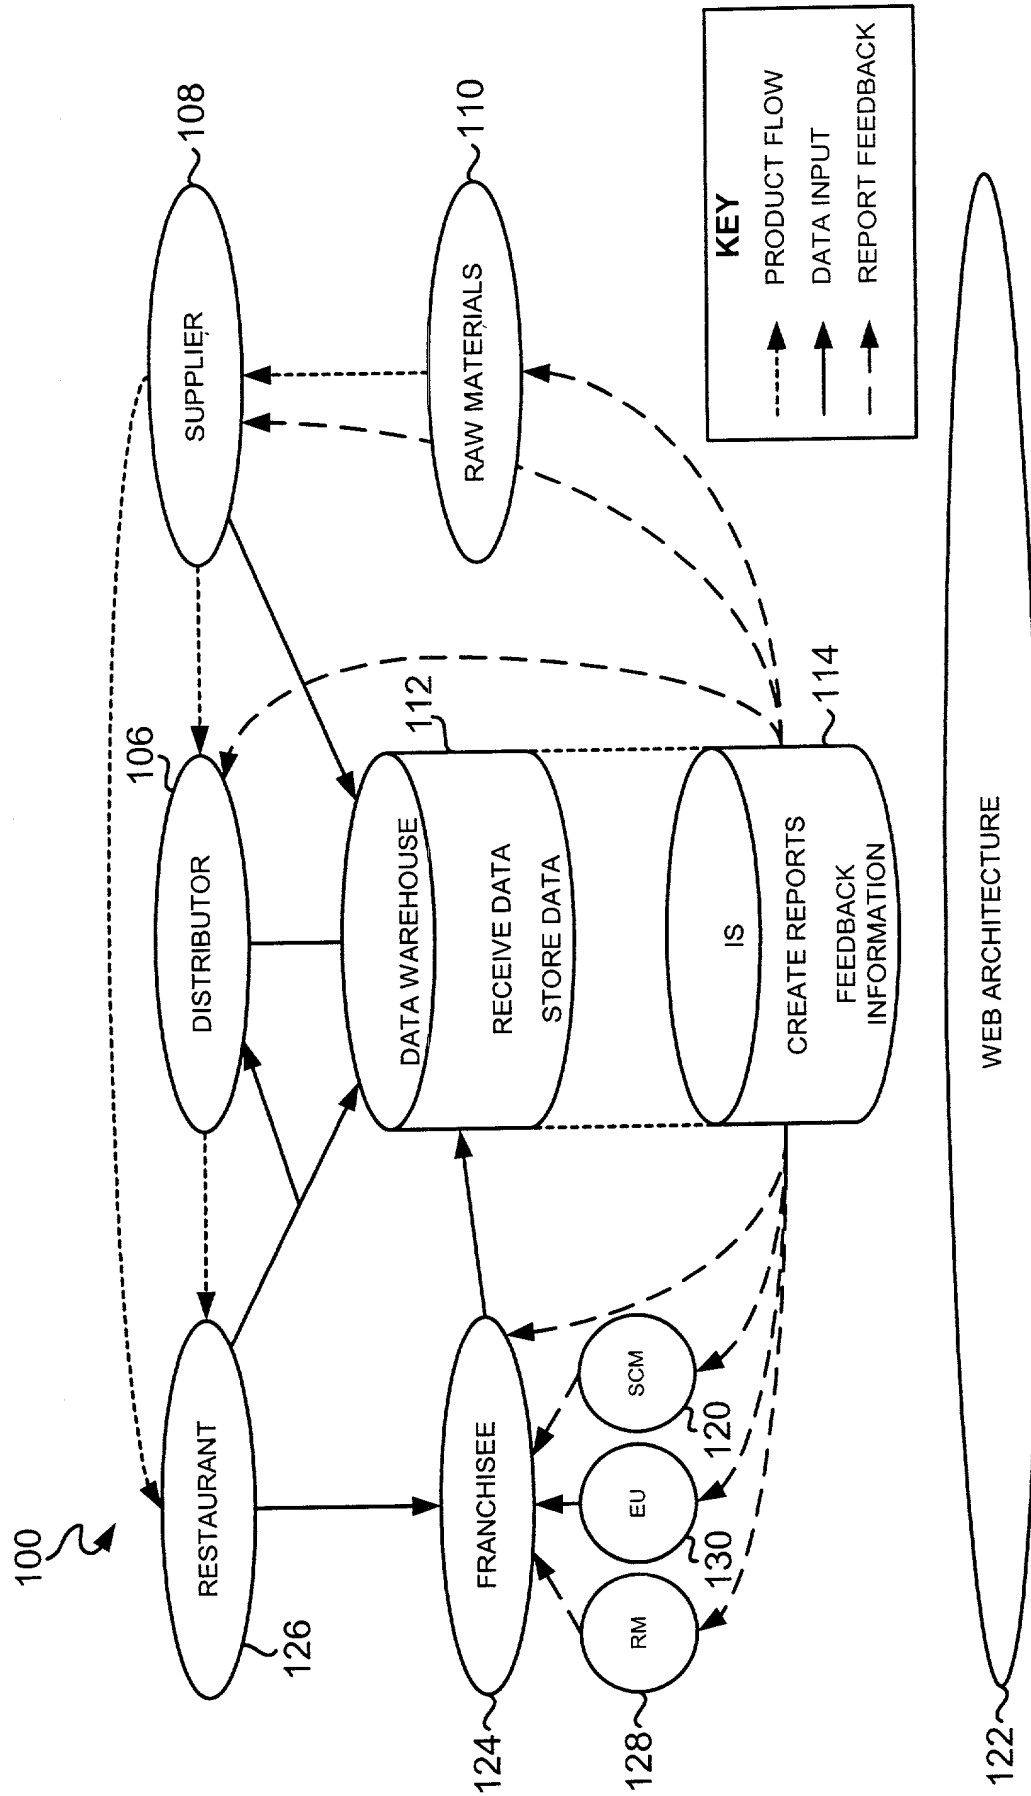 100
126
RESTAURANT
106
DISTRIBUTOR
108
SUPPLIER
110
RAW MATERIALS
124
FRANCHISEE
112
DATA WAREHOUSE
RECEIVE DATA
STORE DATA
128
RM
130
EU
120
SCM
114
IS
CREATE REPORTS
FEEDBACK
INFORMATION
KEY
PRODUCT FLOW
DATA INPUT
REPORT FEEDBACK
122
WEB ARCHITECTURE